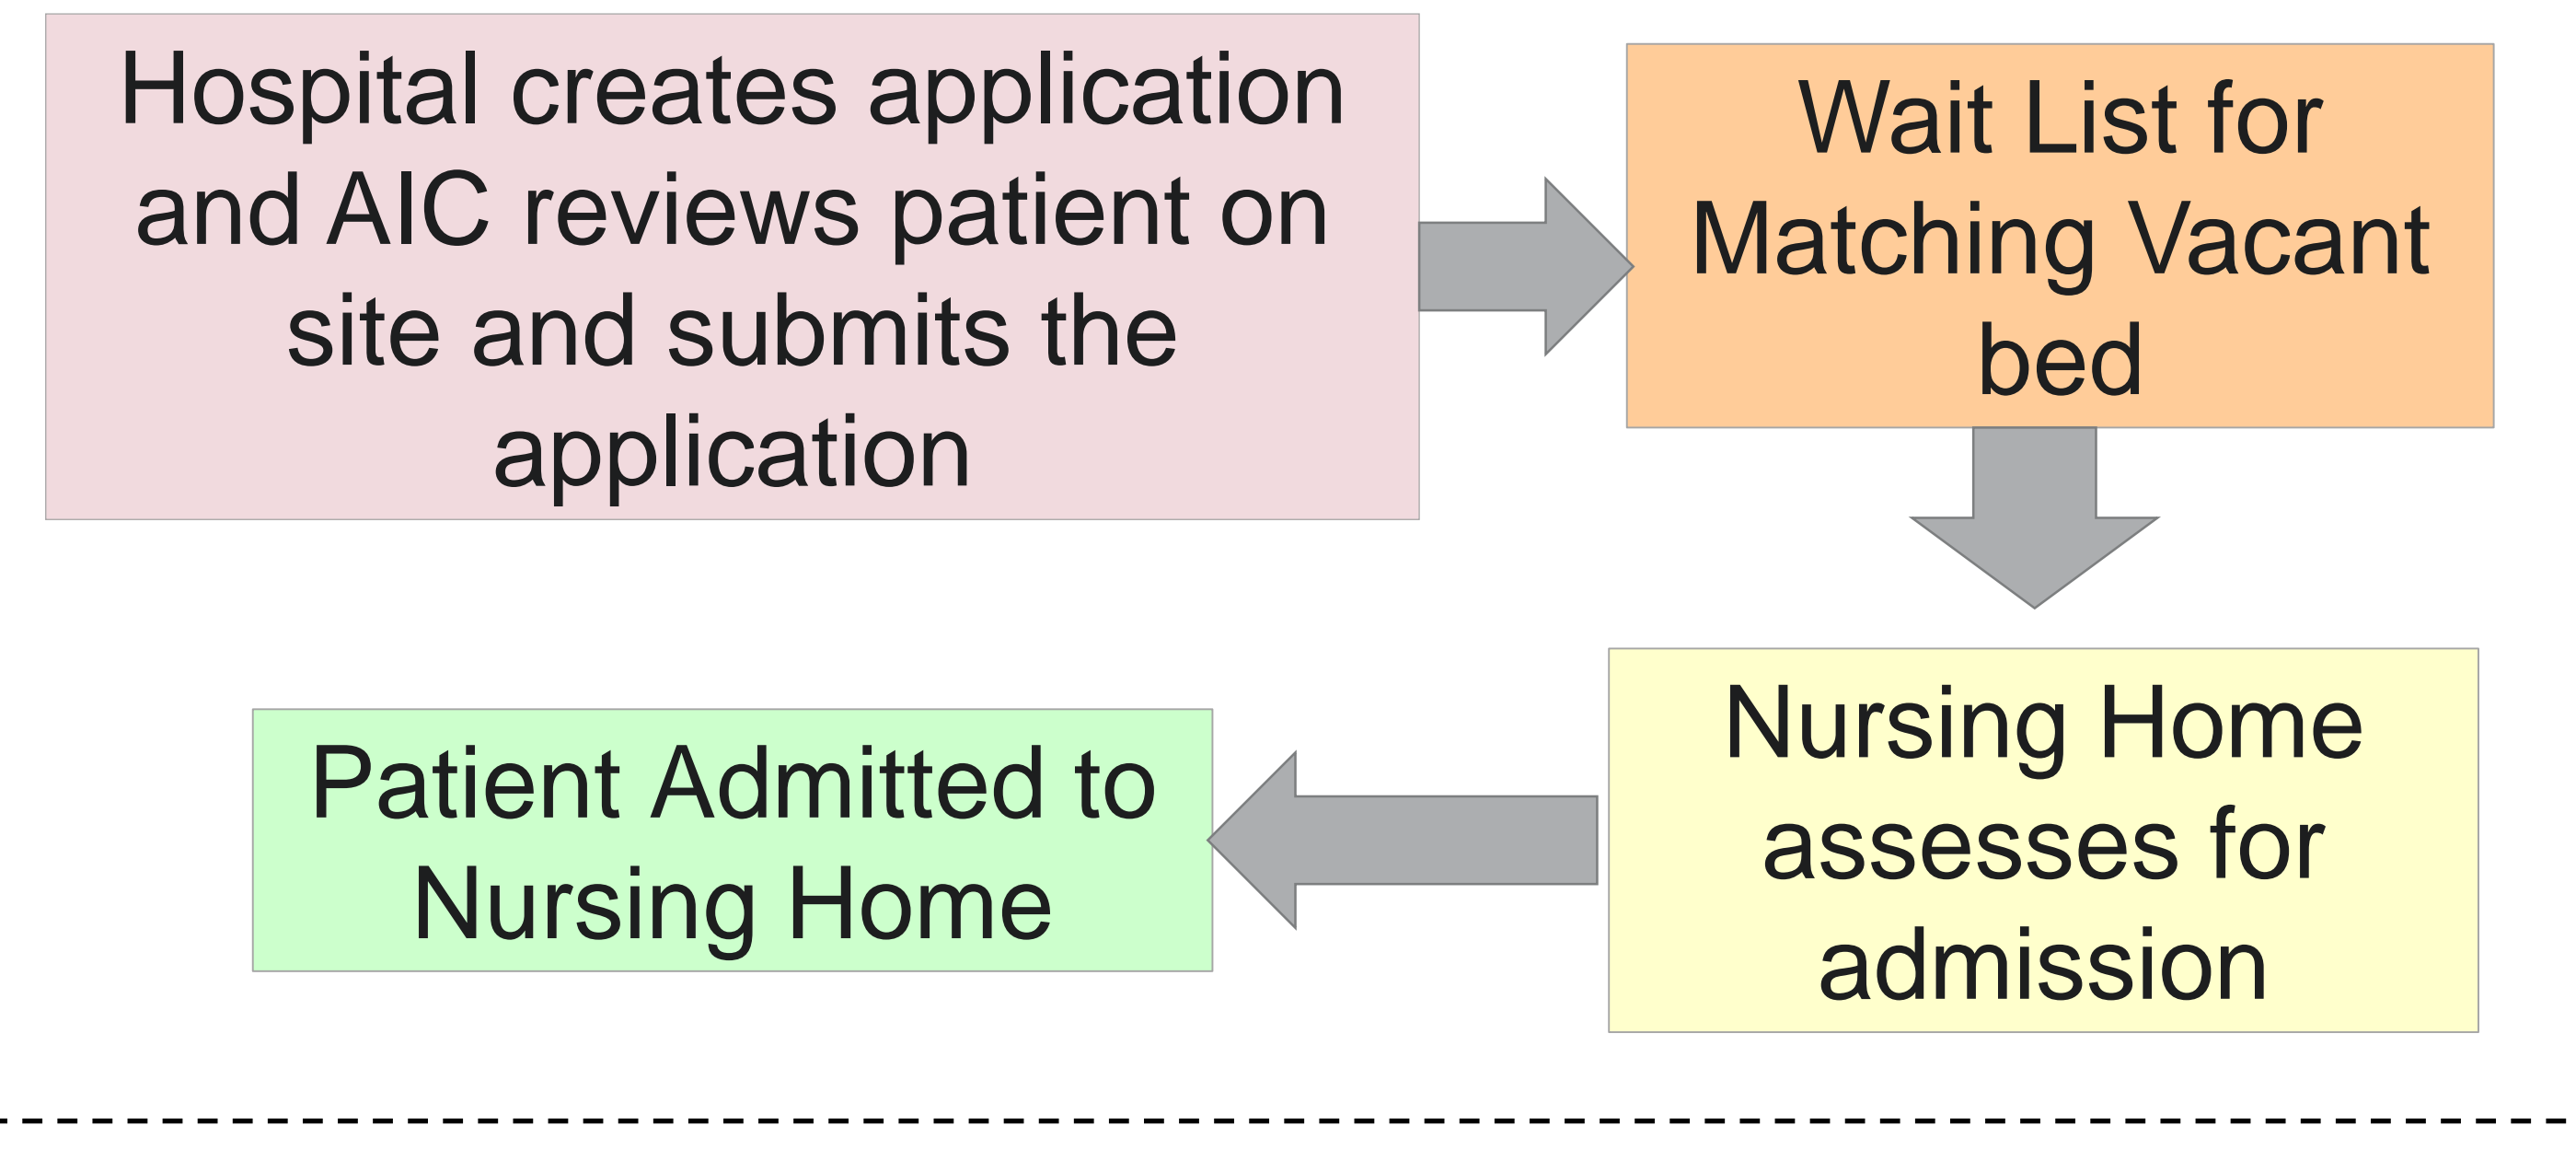 Hospital creates application
and AIC reviews patient on
site and submits the
application
Wait List for
Matching Vacant
bed
Nursing Home
assesses for
admission
Patient Admitted to
Nursing Home